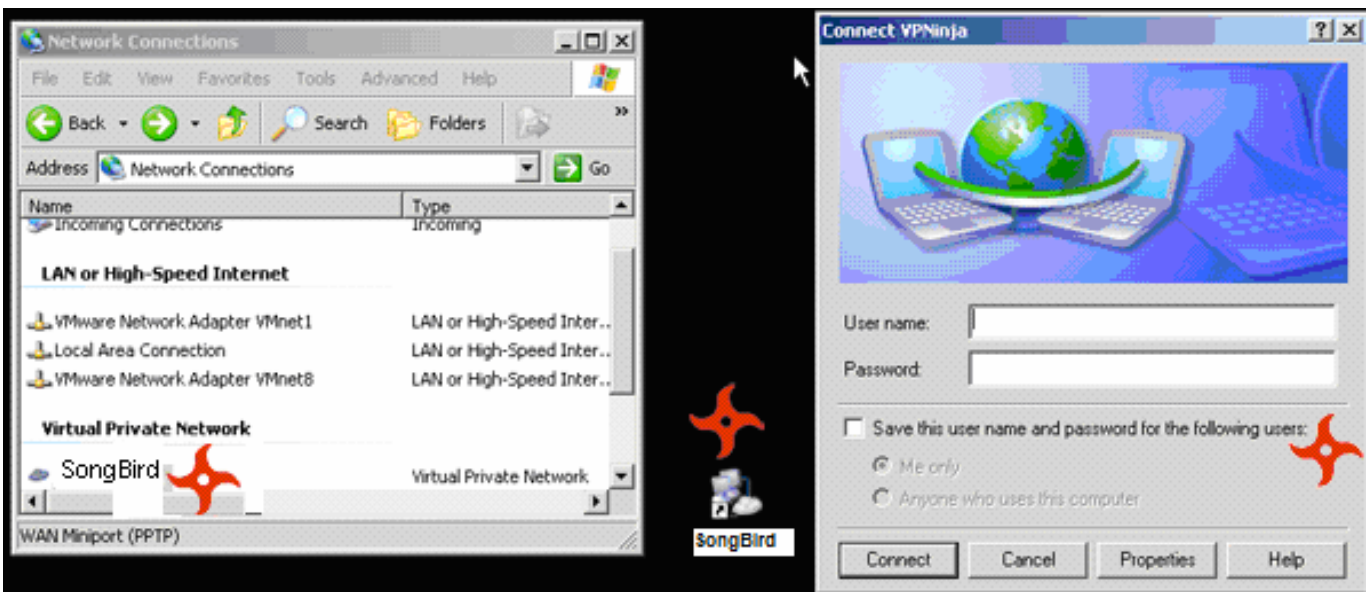 Network Connections
File Edit View Favorites Tools Advanced Help
Back Search Folders »
Address Network Connections Go
Name Type
Incoming Connections Incoming
LAN or High-Speed Internet
VMware Network Adapter VMnet1 LAN or High-Speed Inter...
Local Area Connection LAN or High-Speed Inter...
VMware Network Adapter VMnet8 LAN or High-Speed Inter...
Virtual Private Network
SongBird Virtual Private Network
WAN Miniport (PPTP)
SongBird
Connect VPNinja
User name:
Password:
Save this user name and password for the following users:
Me only
Anyone who uses this computer
Connect Cancel Properties Help